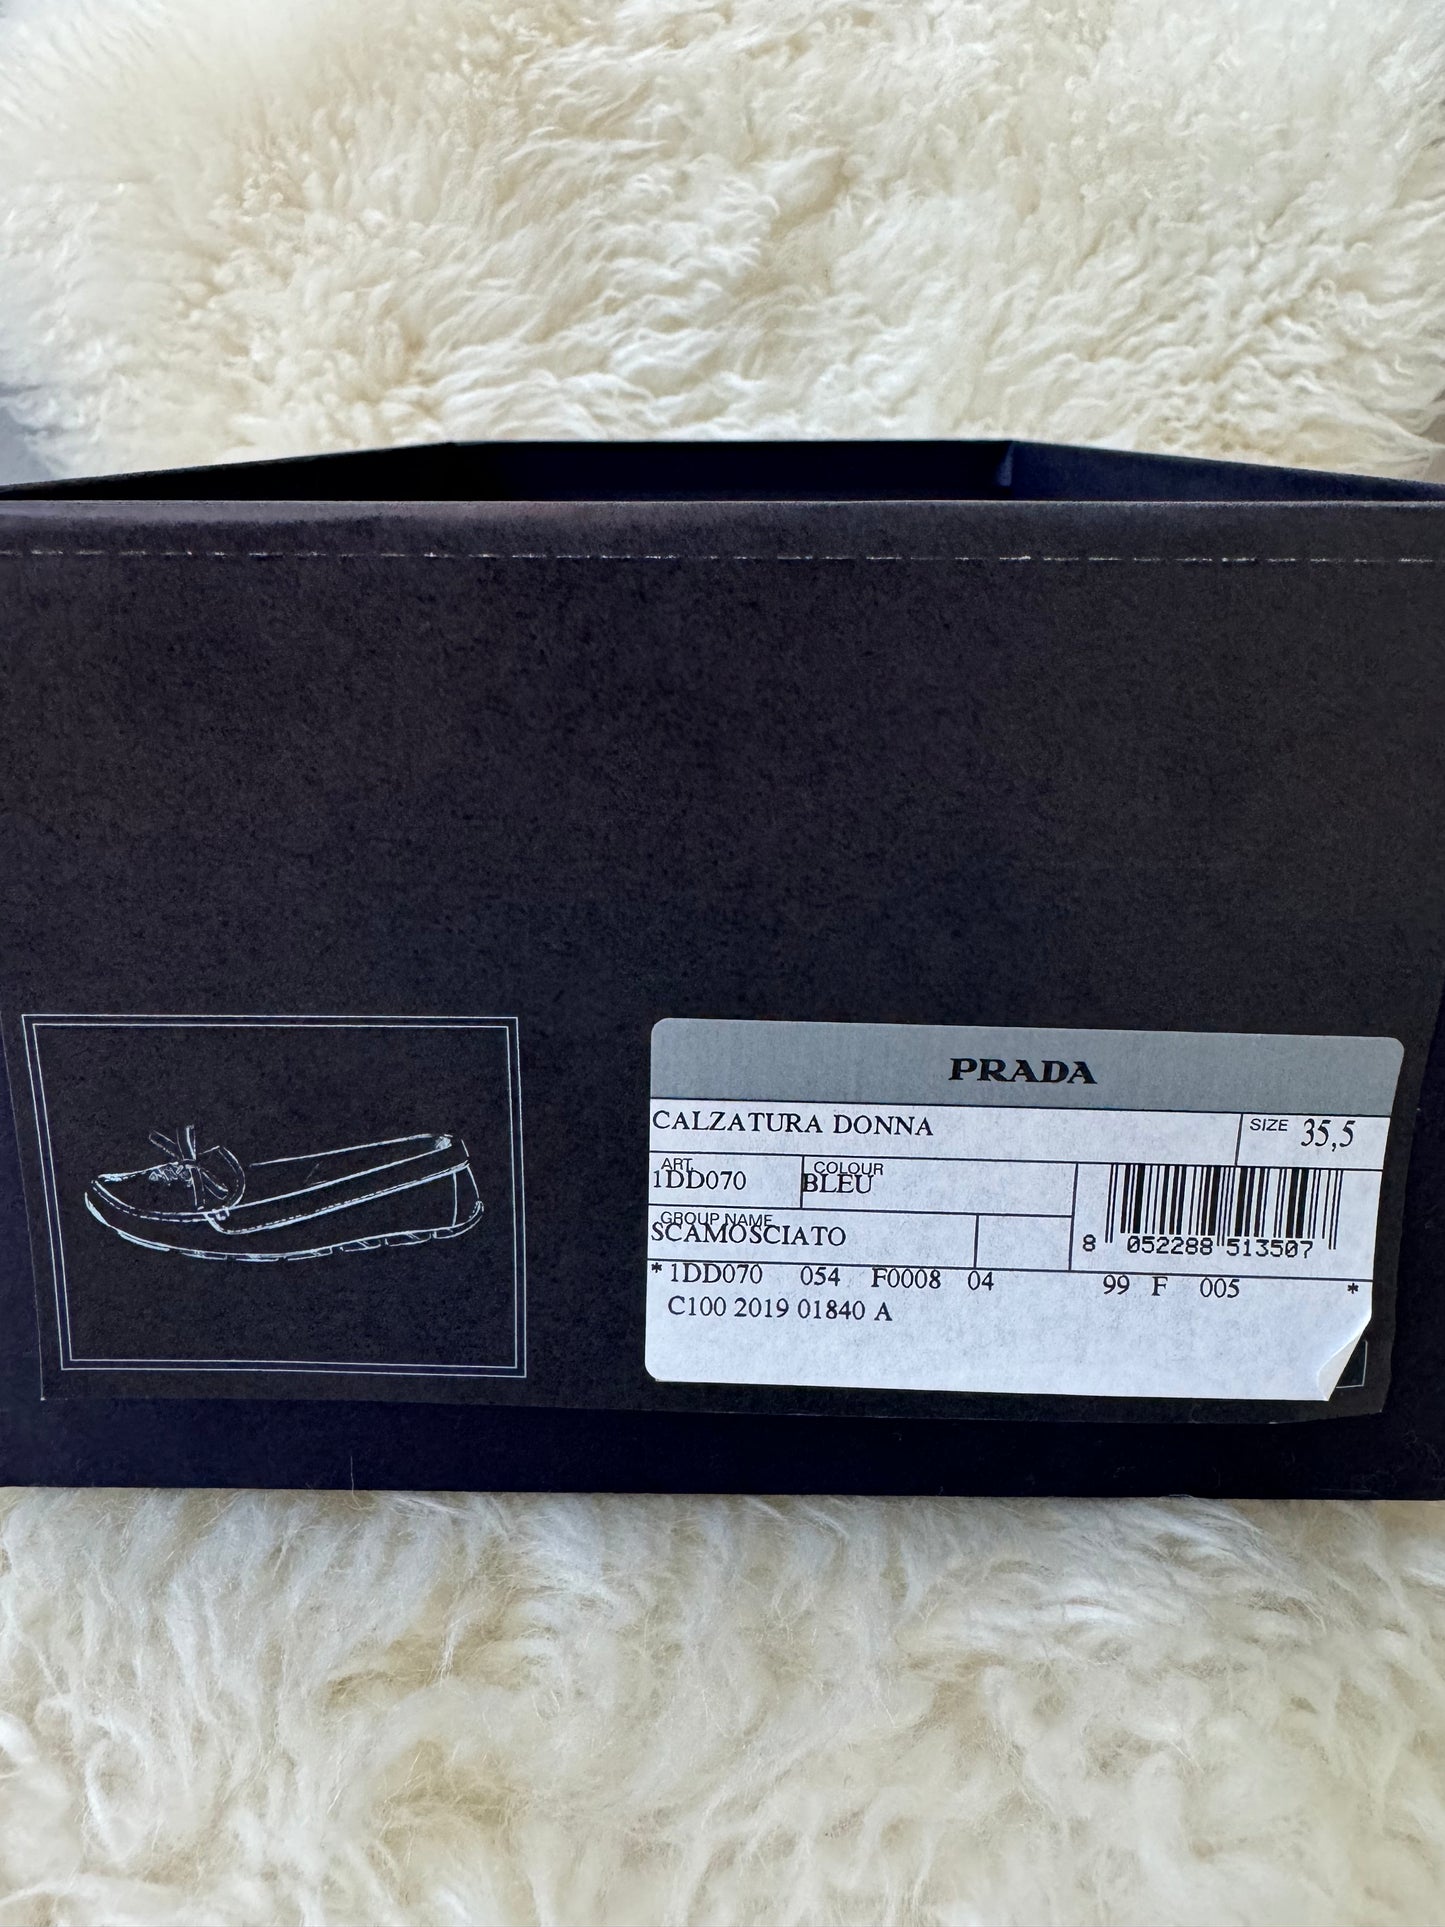 PRADA
CALZATURA DONNA
SIZE 35,5
ART.
1DD070
COLOUR
BLEU
GROUP NAME
SCAMOSCIATO
8 052288 513507
* 1DD070 054 F0008 04 99 F 005 *
C100 2019 01840 A